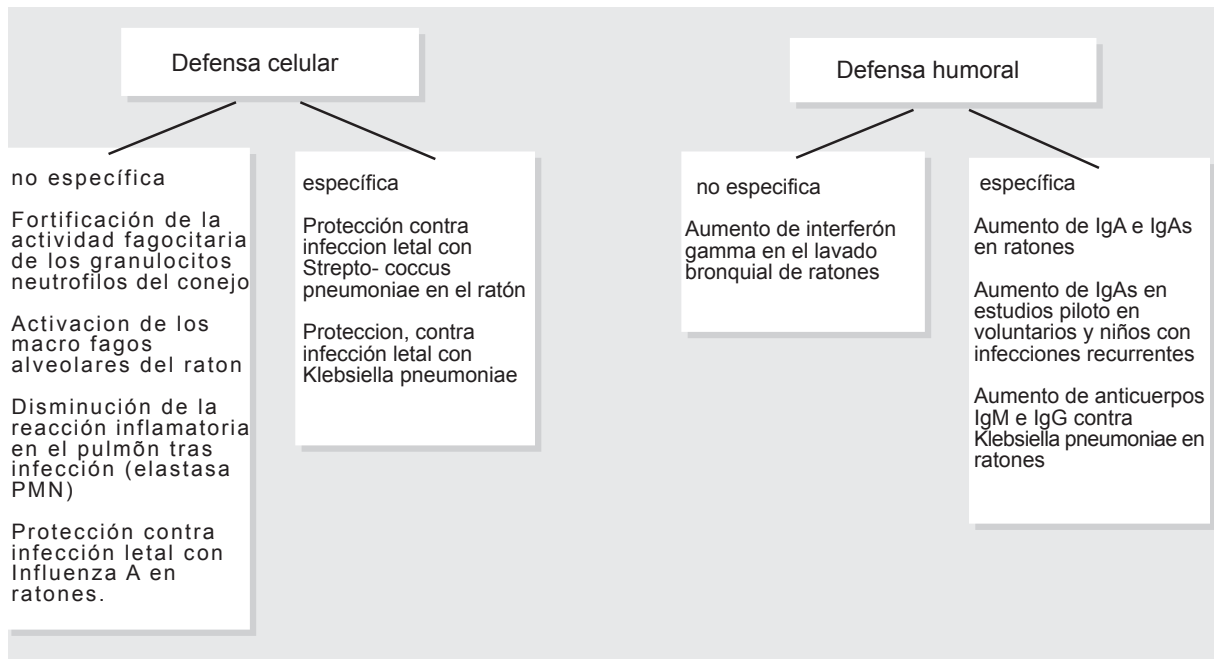 Defensa celular
no específica
Fortificación de la
actividad fagocitaria
de los granulocitos
neutrofilos del conejo
Activacion de los
macro fagos
alveolares del raton
Disminución de la
reacción inflamatoria
en el pulmõn tras
infección (elastasa
PMN)
Protección contra
infección letal con
Influenza A en
ratones.
específica
Protección contra
infeccion letal con
Strepto- coccus
pneumoniae en el ratón
Proteccion, contra
infección letal con
Klebsiella pneumoniae
Defensa humoral
no especifica
Aumento de interferón
gamma en el lavado
bronquial de ratones
específica
Aumento de IgA e IgAs
en ratones
Aumento de IgAs en
estudios piloto en
voluntarios y niños con
infecciones recurrentes
Aumento de anticuerpos
IgM e IgG contra
Klebsiella pneumoniae en
ratones